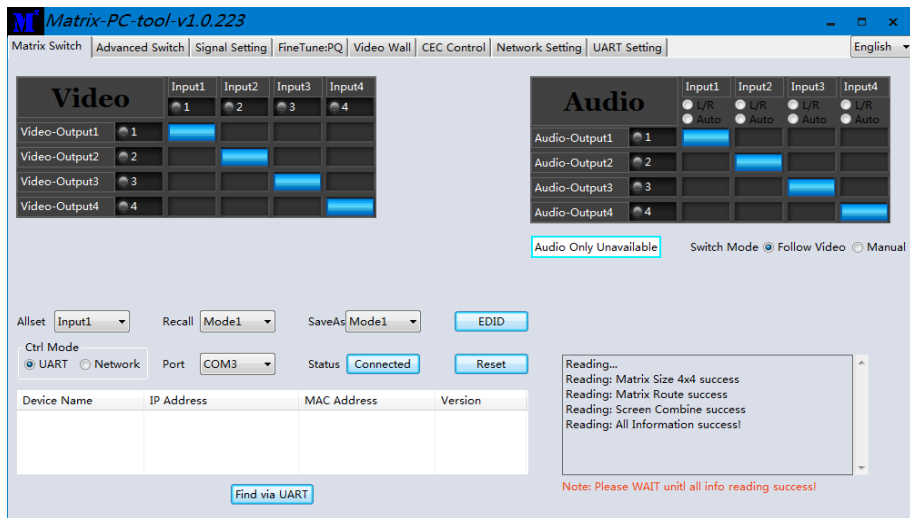 M Matrix-PC-tool-v1.0.223
Matrix Switch Advanced Switch Signal Setting FineTune:PQ Video Wall CEC Control Network Setting UART Setting English
Video Input1 Input2 Input3 Input4
1 2 3 4
Video-Output1 1
Video-Output2 2
Video-Output3 3
Video-Output4 4
Audio Input1 Input2 Input3 Input4
L/R L/R L/R L/R
Auto Auto Auto Auto
Audio-Output1 1
Audio-Output2 2
Audio-Output3 3
Audio-Output4 4
Audio Only Unavailable Switch Mode Follow Video Manual
Allset Input1 Recall Mode1 SaveAs Mode1 EDID
Ctrl Mode
UART Network Port COM3 Status Connected Reset
Device Name IP Address MAC Address Version
Find via UART
Reading...
Reading: Matrix Size 4x4 success
Reading: Matrix Route success
Reading: Screen Combine success
Reading: All Information success!
Note: Please WAIT unitl all info reading success!